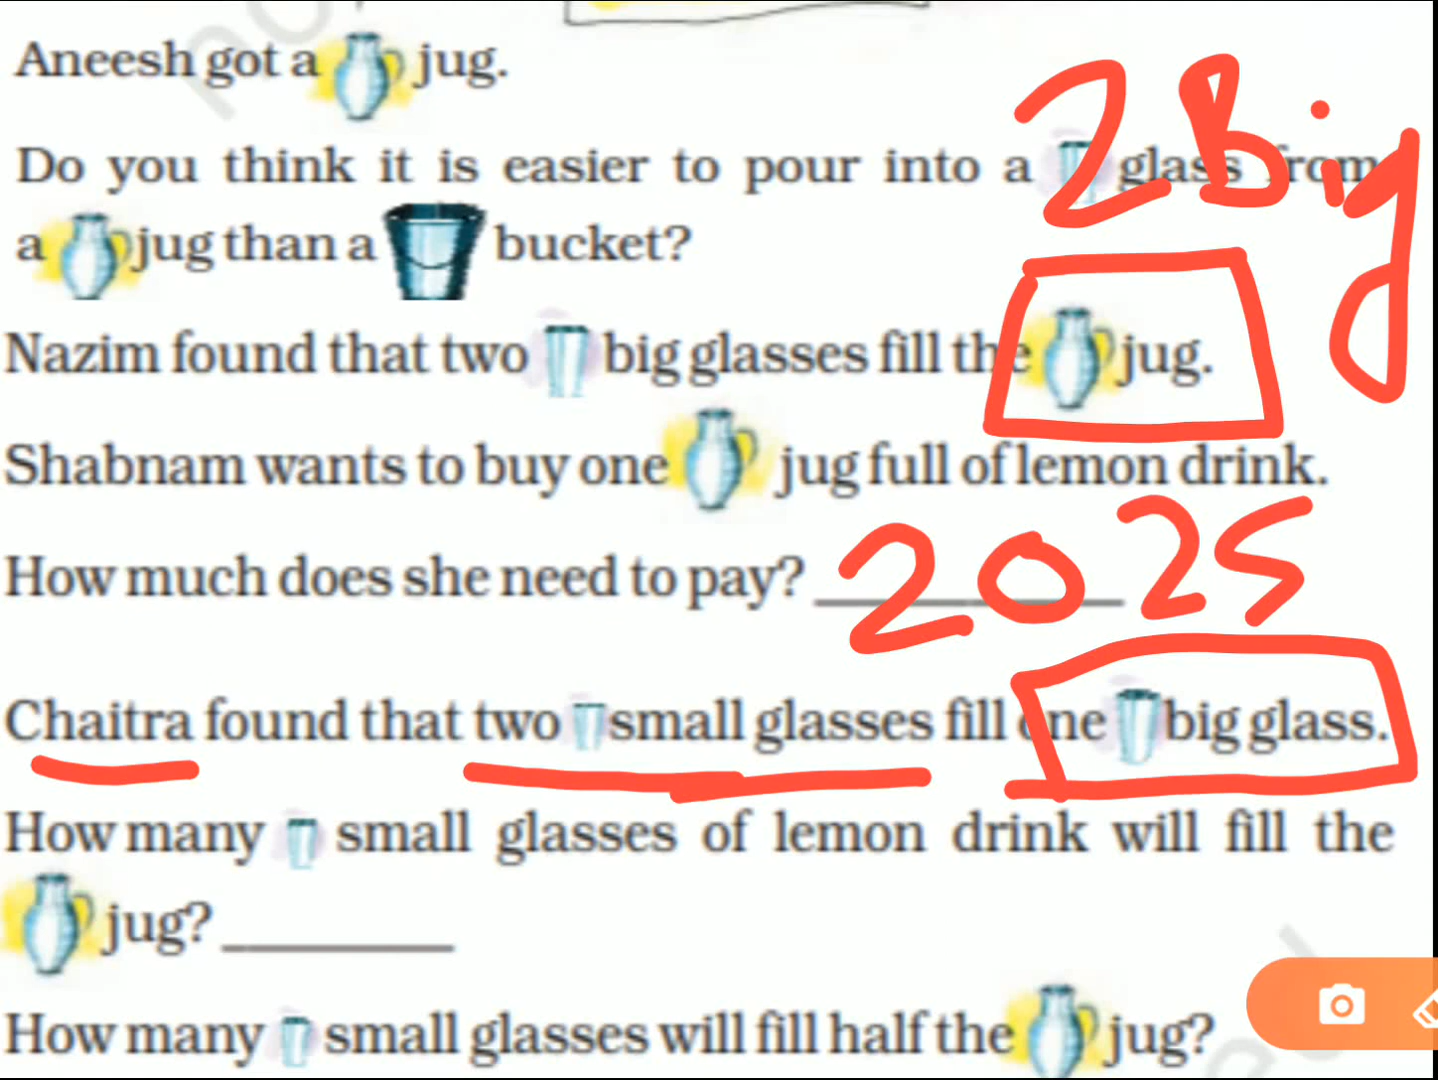 Aneesh got a jug.
2 Big
Do you think it is easier to pour into a glass from
a jug than a bucket?
Nazim found that two big glasses fill the jug.
Shabnam wants to buy one jug full of lemon drink.
How much does she need to pay? 2025
Chaitra found that two small glasses fill one big glass.
How many small glasses of lemon drink will fill the
jug?
How many small glasses will fill half the jug?